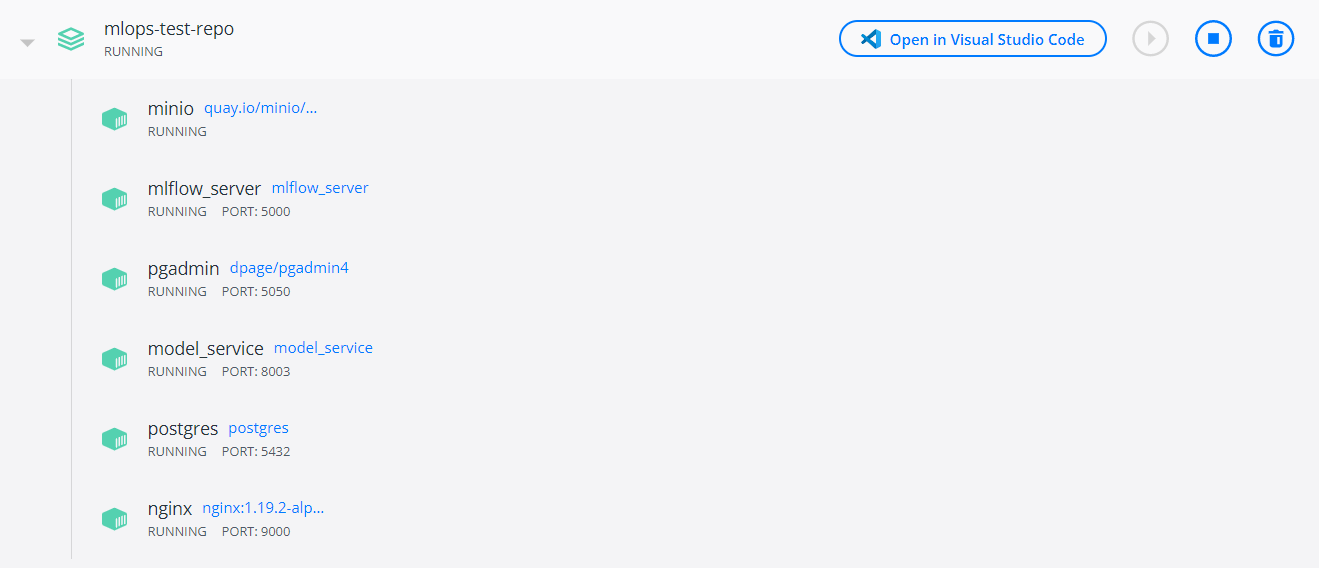 mlops-test-repo
RUNNING
Open in Visual Studio Code
minio quay.io/minio/...
RUNNING
mlflow_server mlflow_server
RUNNING PORT: 5000
pgadmin dpage/pgadmin4
RUNNING PORT: 5050
model_service model_service
RUNNING PORT: 8003
postgres postgres
RUNNING PORT: 5432
nginx nginx:1.19.2-alp...
RUNNING PORT: 9000